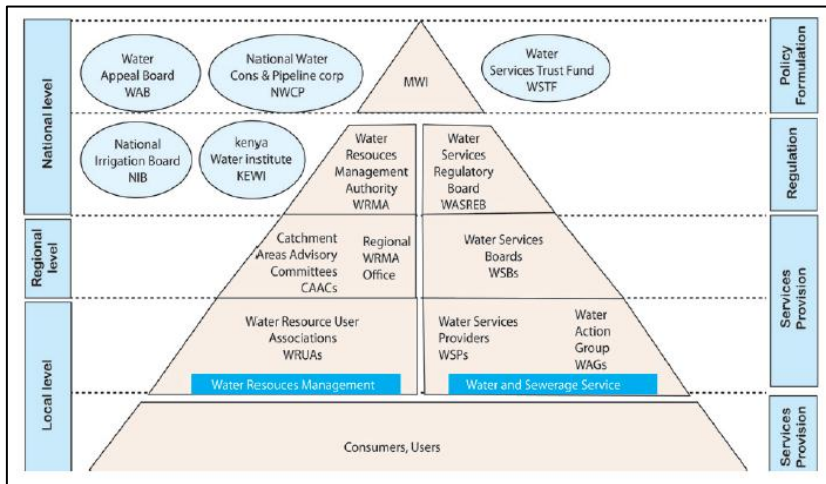 National level
Regional level
Local level
Water
Appeal Board
WAB
National Water
Cons & Pipeline corp
NWCP
MWI
Water
Services Trust Fund
WSTF
National
Irrigation Board
NIB
kenya
Water institute
KEWI
Water
Resouces
Management
Authority
WRMA
Water
Services
Regulatory
Board
WASREB
Catchment
Areas Advisory
Committees
CAACs
Regional
WRMA
Office
Water Services
Boards
WSBs
Water Resource User
Associations
WRUAs
Water Services
Providers
WSPs
Water
Action
Group
WAGs
Water Resouces Management
Water and Sewerage Service
Consumers, Users
Policy
Formulation
Regulation
Services
Provision
Services
Provision